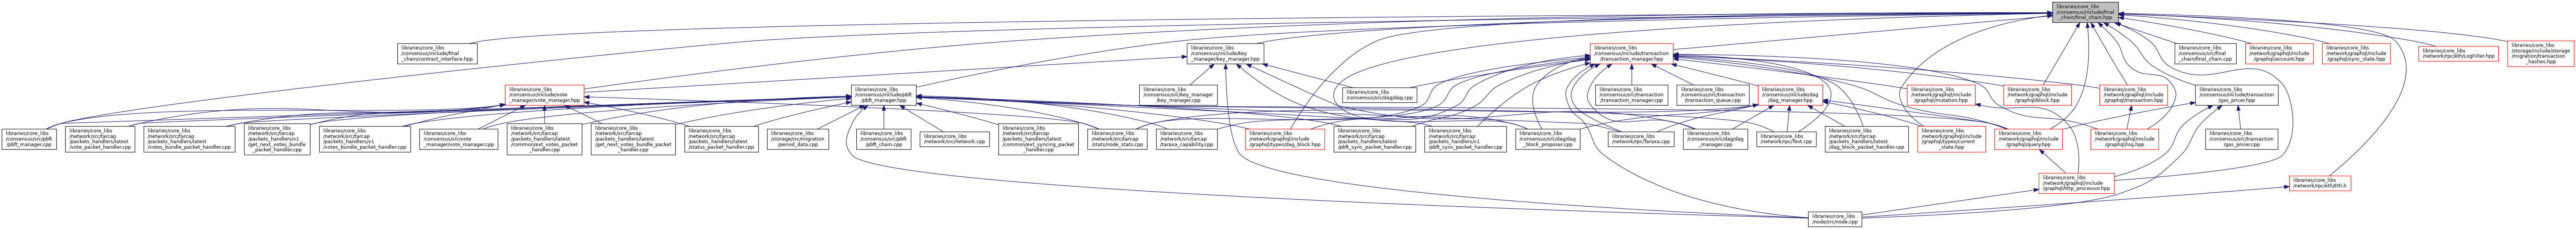 libraries/core_libs
/consensus/include/final
_chain/final_chain.hpp
libraries/core_libs
/consensus/include/final
_chain/contract_interface.hpp
libraries/core_libs
/consensus/include/key
_manager/key_manager.hpp
libraries/core_libs
/consensus/include/transaction
/transaction_manager.hpp
libraries/core_libs
/consensus/src/final
_chain/final_chain.cpp
libraries/core_libs
/network/graphql/include
/graphql/account.hpp
libraries/core_libs
/network/graphql/include
/graphql/sync_state.hpp
libraries/core_libs
/network/rpc/eth/LogFilter.hpp
libraries/core_libs
/storage/include/storage
/migration/transaction
_hashes.hpp
libraries/core_libs
/consensus/include/vote
_manager/vote_manager.hpp
libraries/core_libs
/consensus/include/pbft
/pbft_manager.hpp
libraries/core_libs
/consensus/src/key_manager
/key_manager.cpp
libraries/core_libs
/consensus/src/dag/dag.cpp
libraries/core_libs
/consensus/src/transaction
/transaction_manager.cpp
libraries/core_libs
/consensus/src/transaction
/transaction_queue.cpp
libraries/core_libs
/consensus/include/dag
/dag_manager.hpp
libraries/core_libs
/network/graphql/include
/graphql/mutation.hpp
libraries/core_libs
/network/graphql/include
/graphql/block.hpp
libraries/core_libs
/network/graphql/include
/graphql/transaction.hpp
libraries/core_libs
/consensus/include/transaction
/gas_pricer.hpp
libraries/core_libs
/consensus/src/pbft
/pbft_manager.cpp
libraries/core_libs
/network/src/tarcap
/packets_handlers/latest
/vote_packet_handler.cpp
libraries/core_libs
/network/src/tarcap
/packets_handlers/latest
/votes_bundle_packet_handler.cpp
libraries/core_libs
/network/src/tarcap
/packets_handlers/v1
/get_next_votes_bundle
_packet_handler.cpp
libraries/core_libs
/network/src/tarcap
/packets_handlers/v1
/votes_bundle_packet_handler.cpp
libraries/core_libs
/consensus/src/vote
_manager/vote_manager.cpp
libraries/core_libs
/network/src/tarcap
/packets_handlers/latest
/common/ext_votes_packet
_handler.cpp
libraries/core_libs
/network/src/tarcap
/packets_handlers/latest
/get_next_votes_bundle_packet
_handler.cpp
libraries/core_libs
/network/src/tarcap
/packets_handlers/latest
/status_packet_handler.cpp
libraries/core_libs
/storage/src/migration
/period_data.cpp
libraries/core_libs
/consensus/src/pbft
/pbft_chain.cpp
libraries/core_libs
/network/src/network.cpp
libraries/core_libs
/network/src/tarcap
/packets_handlers/latest
/common/ext_syncing_packet
_handler.cpp
libraries/core_libs
/network/src/tarcap
/stats/node_stats.cpp
libraries/core_libs
/network/src/tarcap
/taraxa_capability.cpp
libraries/core_libs
/network/graphql/include
/graphql/types/dag_block.hpp
libraries/core_libs
/network/src/tarcap
/packets_handlers/latest
/pbft_sync_packet_handler.cpp
libraries/core_libs
/network/src/tarcap
/packets_handlers/v1
/pbft_sync_packet_handler.cpp
libraries/core_libs
/consensus/src/dag/dag
_block_proposer.cpp
libraries/core_libs
/network/rpc/Taraxa.cpp
libraries/core_libs
/consensus/src/dag/dag
_manager.cpp
libraries/core_libs
/network/rpc/Test.cpp
libraries/core_libs
/network/src/tarcap
/packets_handlers/latest
/dag_block_packet_handler.cpp
libraries/core_libs
/network/graphql/include
/graphql/types/current
_state.hpp
libraries/core_libs
/network/graphql/include
/graphql/query.hpp
libraries/core_libs
/network/graphql/include
/graphql/log.hpp
libraries/core_libs
/consensus/src/transaction
/gas_pricer.cpp
libraries/core_libs
/network/graphql/include
/graphql/http_processor.hpp
libraries/core_libs
/network/rpc/eth/Eth.h
libraries/core_libs
/node/src/node.cpp